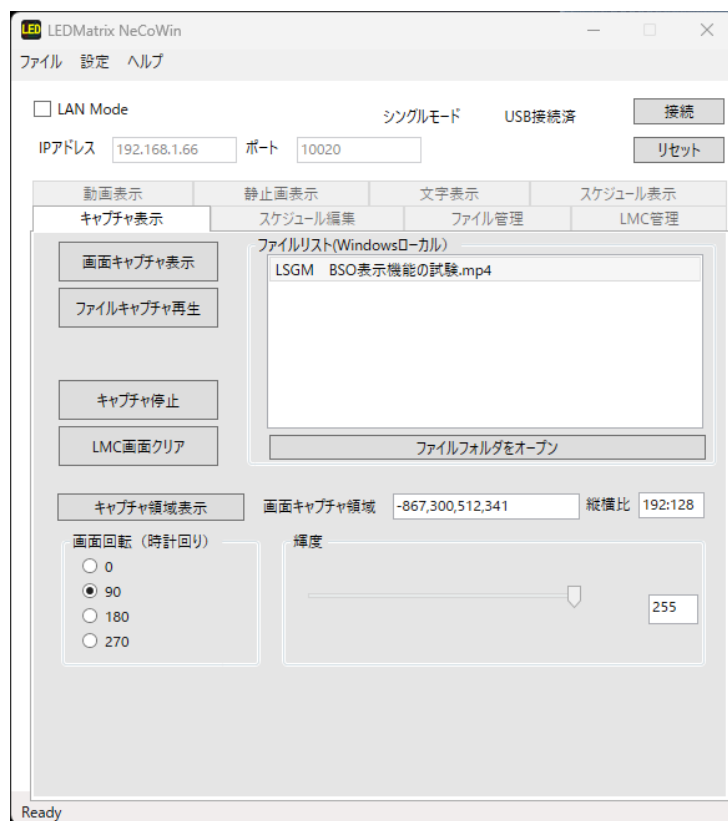 LED LEDMatrix NeCoWin
ファイル 設定 ヘルプ
LAN Mode シングルモード USB接続済 接続
IPアドレス 192.168.1.66 ポート 10020 リセット
動画表示 静止画表示 文字表示 スケジュール表示
キャプチャ表示 スケジュール編集 ファイル管理 LMC管理
画面キャプチャ表示
ファイルキャプチャ再生
キャプチャ停止
LMC画面クリア
ファイルリスト(Windowsローカル)
LSGM　BSO表示機能の試験.mp4
ファイルフォルダをオープン
キャプチャ領域表示 画面キャプチャ領域 -867,300,512,341 縦横比 192:128
画面回転（時計回り）
0
90
180
270
輝度
255
Ready